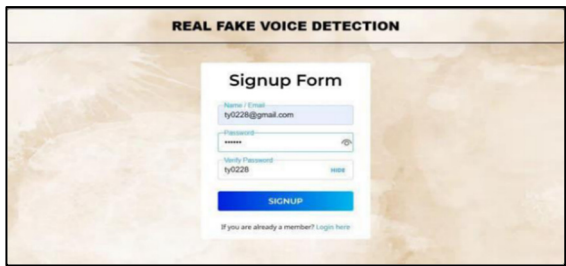 REAL FAKE VOICE DETECTION
Signup Form
Name / Email
ty0228@gmail.com
Password
••••••
Verify Password
ty0228
HIDE
SIGNUP
If you are already a member? Login here